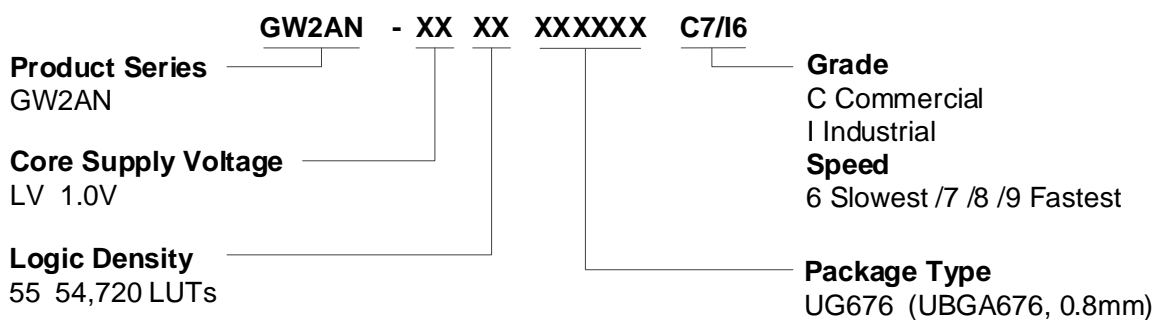 GW2AN - XX XX XXXXXX C7/I6
Product Series
GW2AN
Core Supply Voltage
LV 1.0V
Logic Density
55 54,720 LUTs
Grade
C Commercial
I Industrial
Speed
6 Slowest /7 /8 /9 Fastest
Package Type
UG676 (UBGA676, 0.8mm)